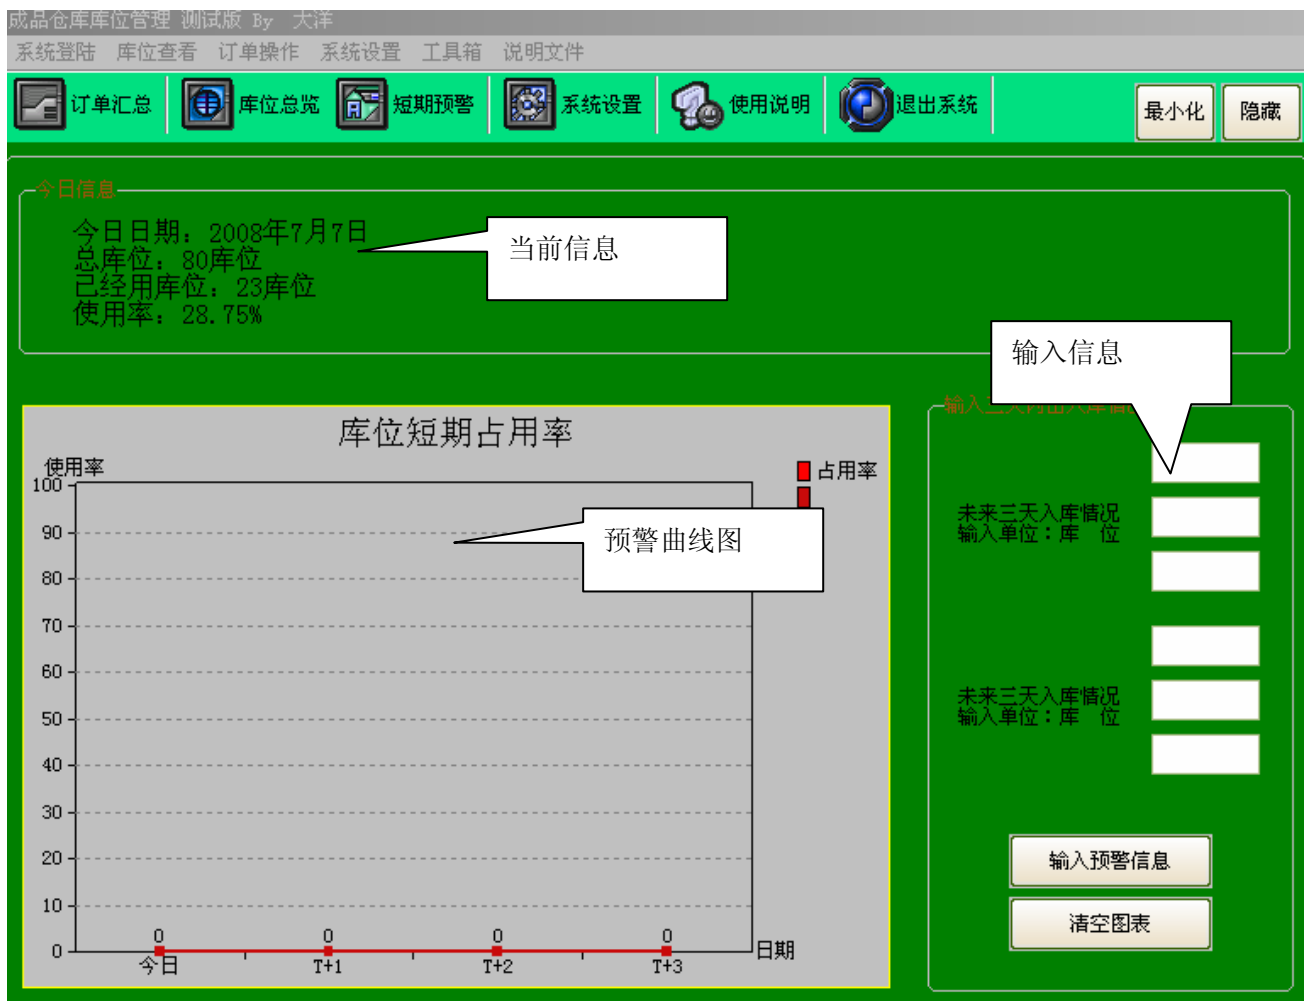 成品仓库库位管理 测试版 By 大洋
系统登陆 库位查看 订单操作 系统设置 工具箱 说明文件
订单汇总 库位总览 短期预警 系统设置 使用说明 退出系统 最小化 隐藏
今日信息
今日日期：2008年7月7日
总库位：80库位
已经用库位：23库位
使用率：28.75%
当前信息
输入信息
库位短期占用率
使用率
占用率
预警曲线图
100
90
80
70
60
50
40
30
20
10
0
0 0 0 0
今日 T+1 T+2 T+3
日期
未来三天入库情况
输入单位：库 位
未来三天入库情况
输入单位：库 位
输入预警信息
清空图表